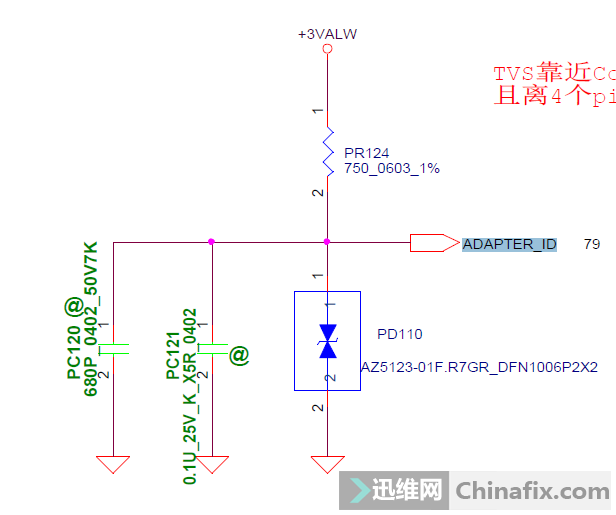 +3VALW
TVS靠近Co
且离4个pi
1
PR124
750_0603_1%
2
ADAPTER_ID 79
PC120 @
680P_0402_50V7K
1
2
PC121
0.1U_25V_K_X5R_0402
1
2
@
1
1
PD110
AZ5123-01F.R7GR_DFN1006P2X2
2
2
迅维网 Chinafix.com